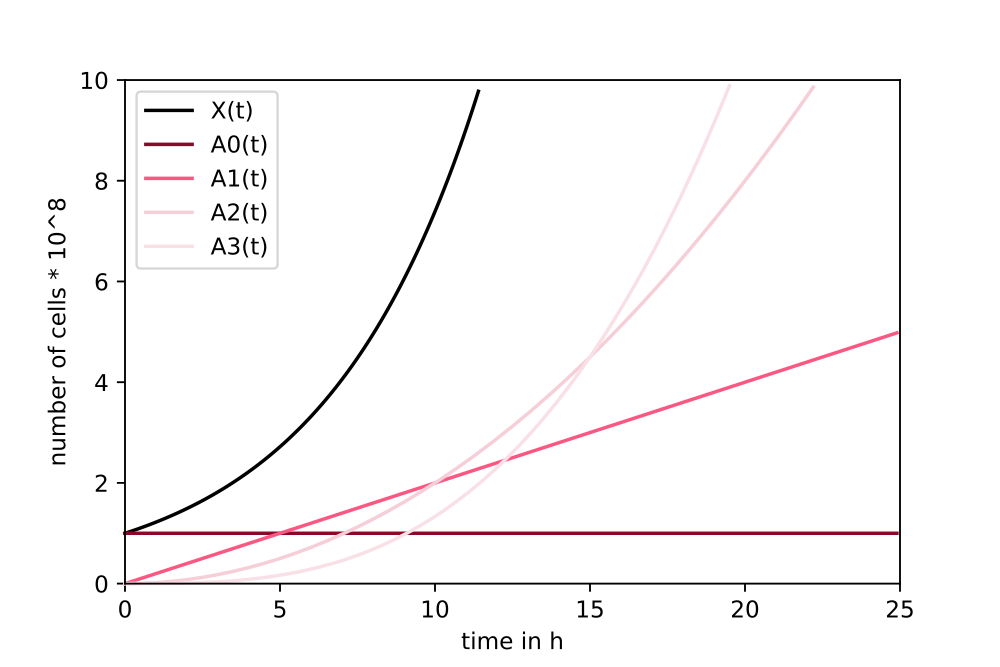 number of cells * 10^8
10
8
6
4
2
0
X(t)
A0(t)
A1(t)
A2(t)
A3(t)
0 5 10 15 20 25
time in h